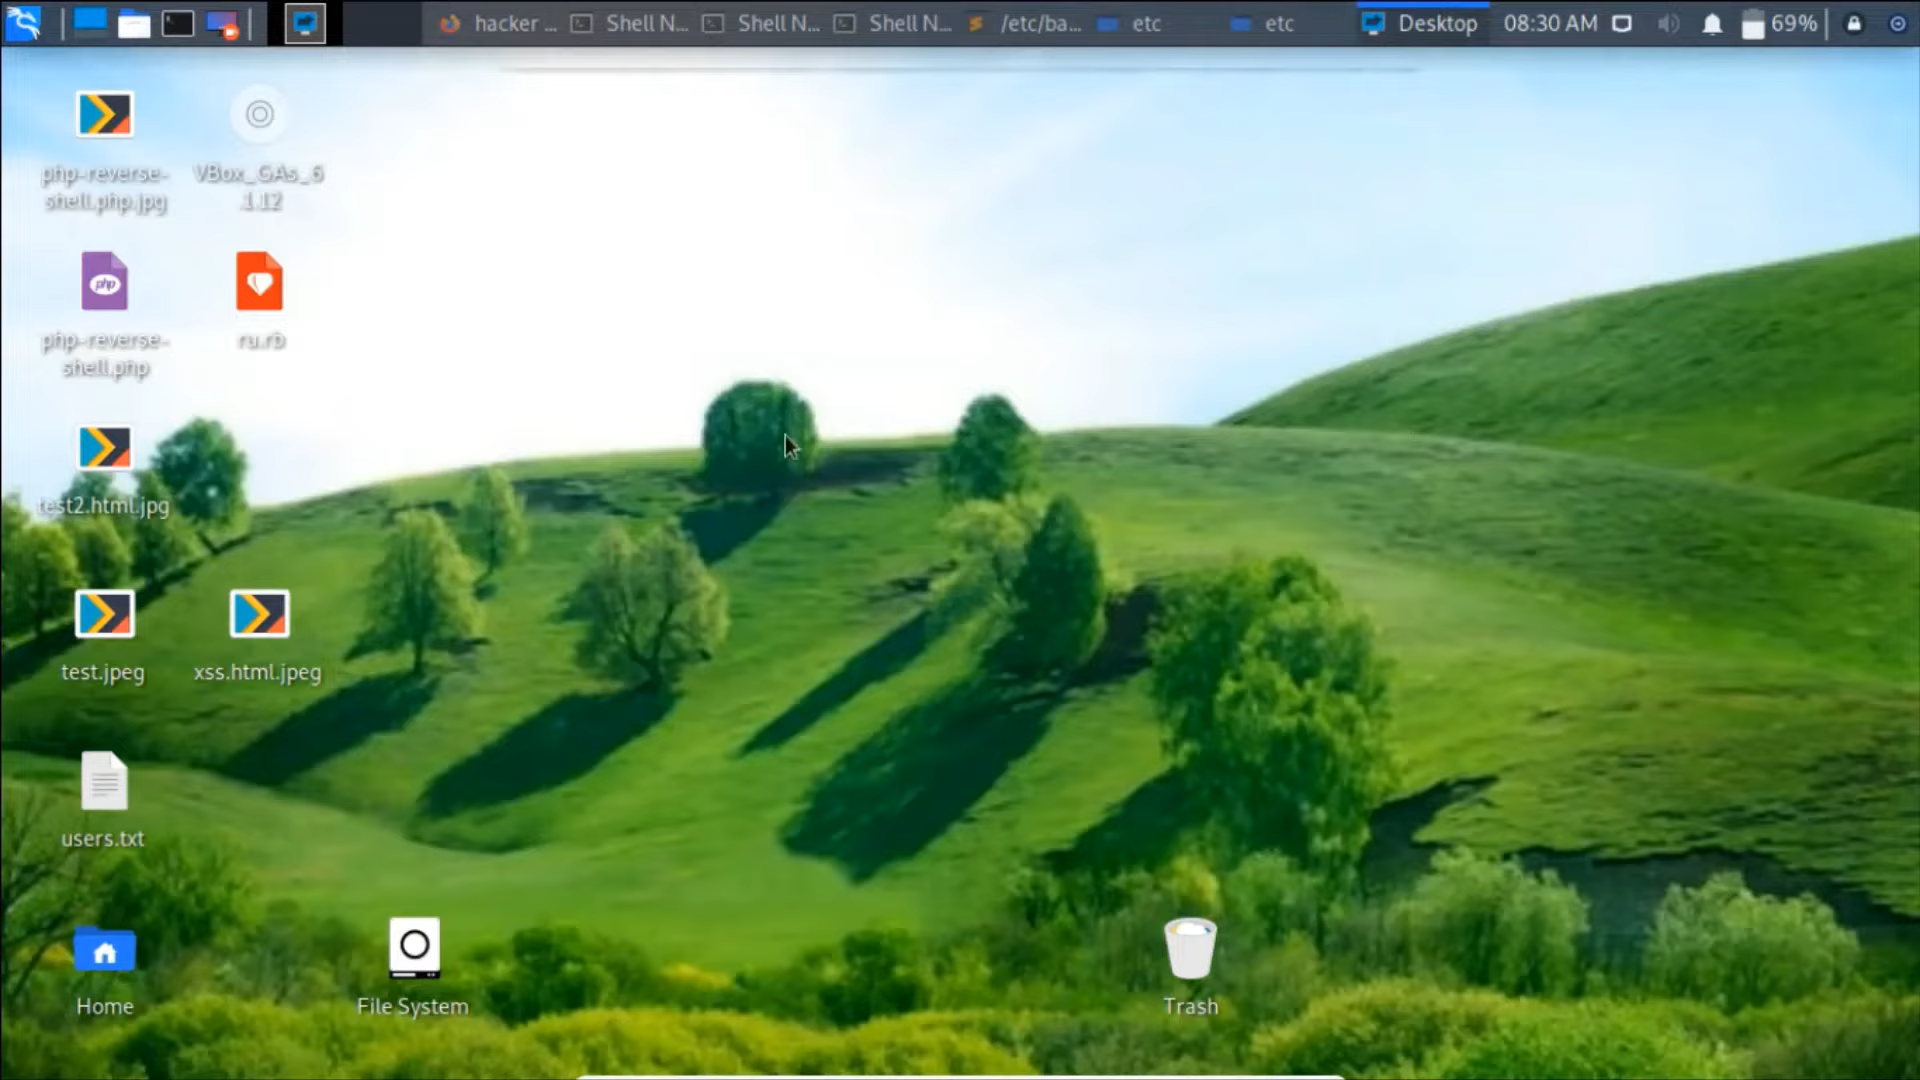 hacker ...
Shell N...
Shell N...
Shell N...
/etc/ba...
etc
etc
Desktop
08:30 AM
69%
php-reverse-
shell.php.jpg
VBox_GAs_6
.1.12
php
php-reverse-
shell.php
ru.rb
test2.html.jpg
test.jpeg
xss.html.jpeg
users.txt
Home
File System
Trash